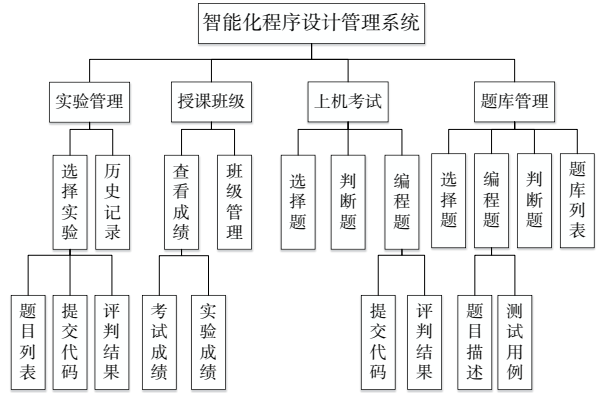 智能化程序设计管理系统
实验管理
授课班级
上机考试
题库管理
选择实验
历史记录
查看成绩
班级管理
选择题
判断题
编程题
选择题
编程题
判断题
题库列表
题目列表
提交代码
评判结果
考试成绩
实验成绩
提交代码
评判结果
题目描述
测试用例